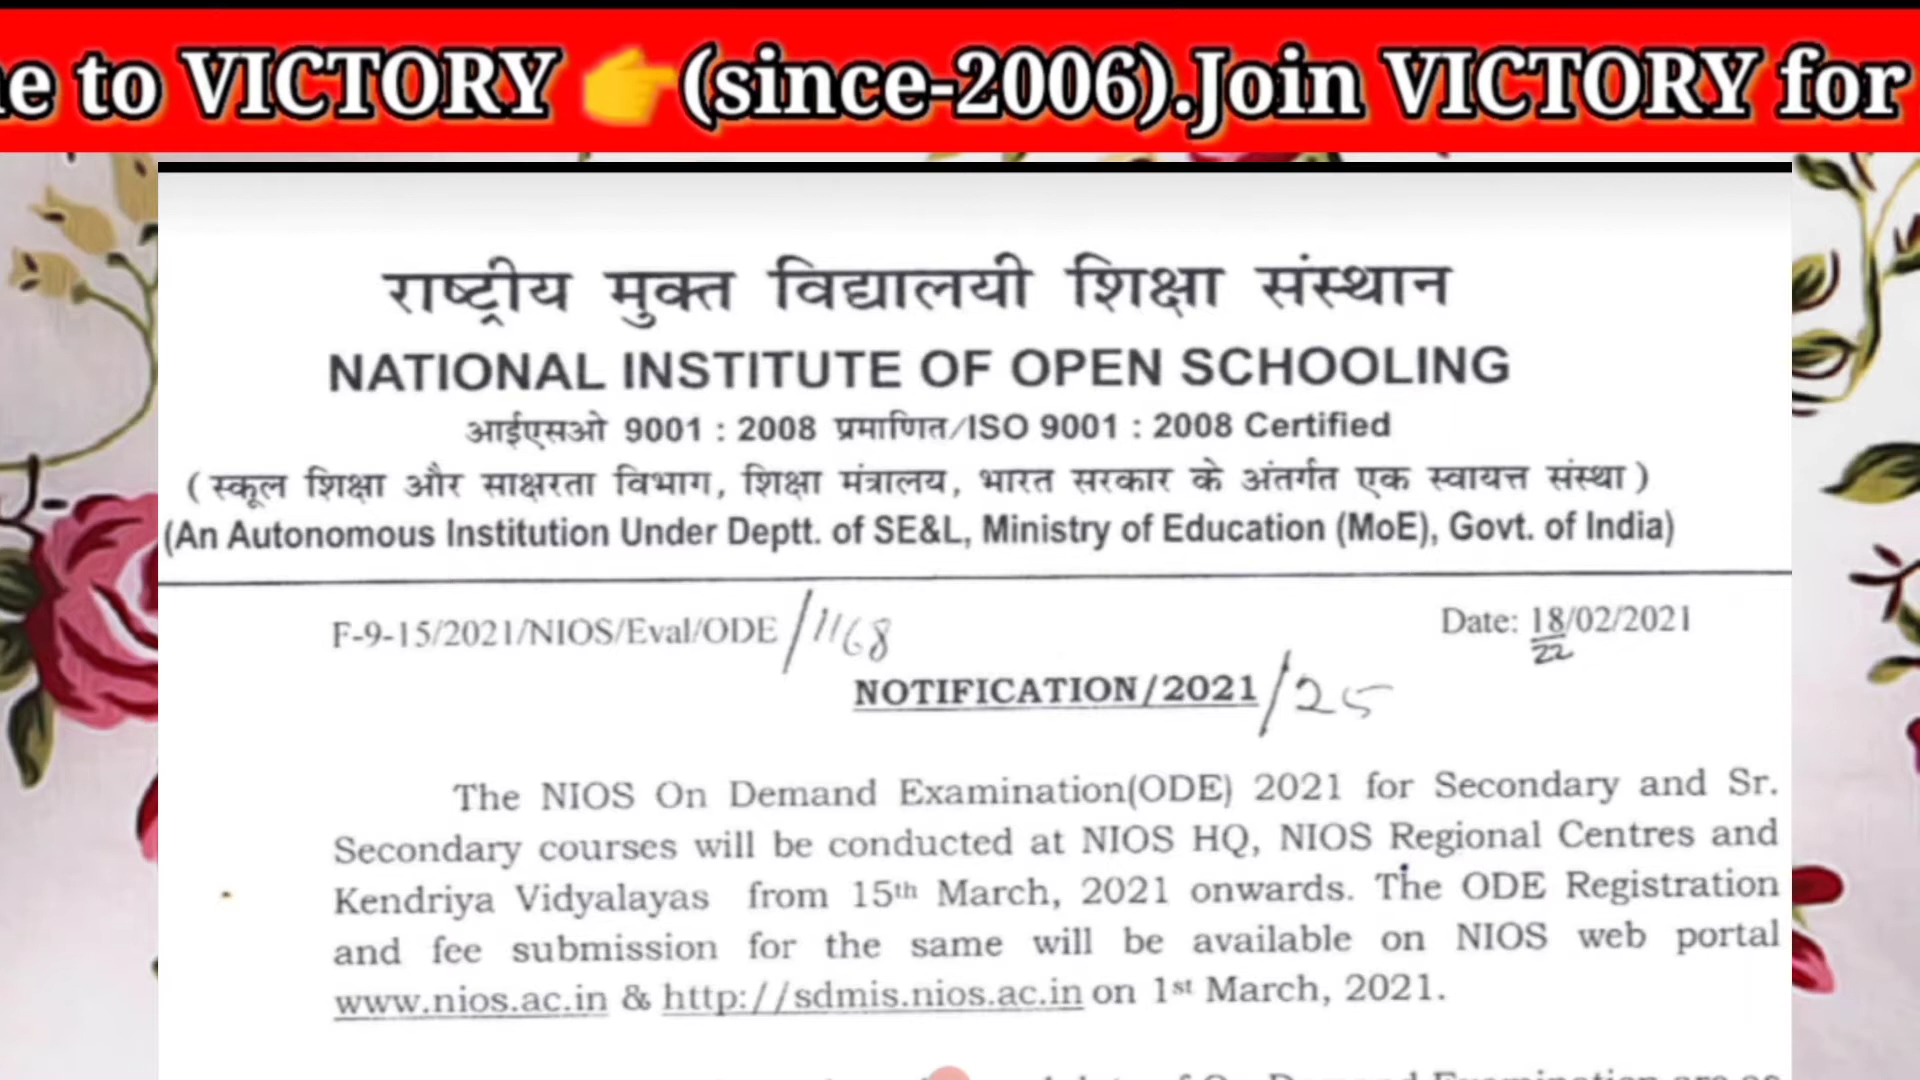 e to VICTORY 👉(since-2006).Join VICTORY for
राष्ट्रीय मुक्त विद्यालयी शिक्षा संस्थान
NATIONAL INSTITUTE OF OPEN SCHOOLING
आईएसओ 9001 : 2008 प्रमाणित/ISO 9001 : 2008 Certified
( स्कूल शिक्षा और साक्षरता विभाग, शिक्षा मंत्रालय, भारत सरकार के अंतर्गत एक स्वायत्त संस्था )
(An Autonomous Institution Under Deptt. of SE&L, Ministry of Education (MoE), Govt. of India)
F-9-15/2021/NIOS/Eval/ODE /1168 Date: 18/02/2021
22
NOTIFICATION/2021/25
The NIOS On Demand Examination(ODE) 2021 for Secondary and Sr.
Secondary courses will be conducted at NIOS HQ, NIOS Regional Centres and
Kendriya Vidyalayas from 15th March, 2021 onwards. The ODE Registration
and fee submission for the same will be available on NIOS web portal
www.nios.ac.in & http://sdmis.nios.ac.in on 1st March, 2021.